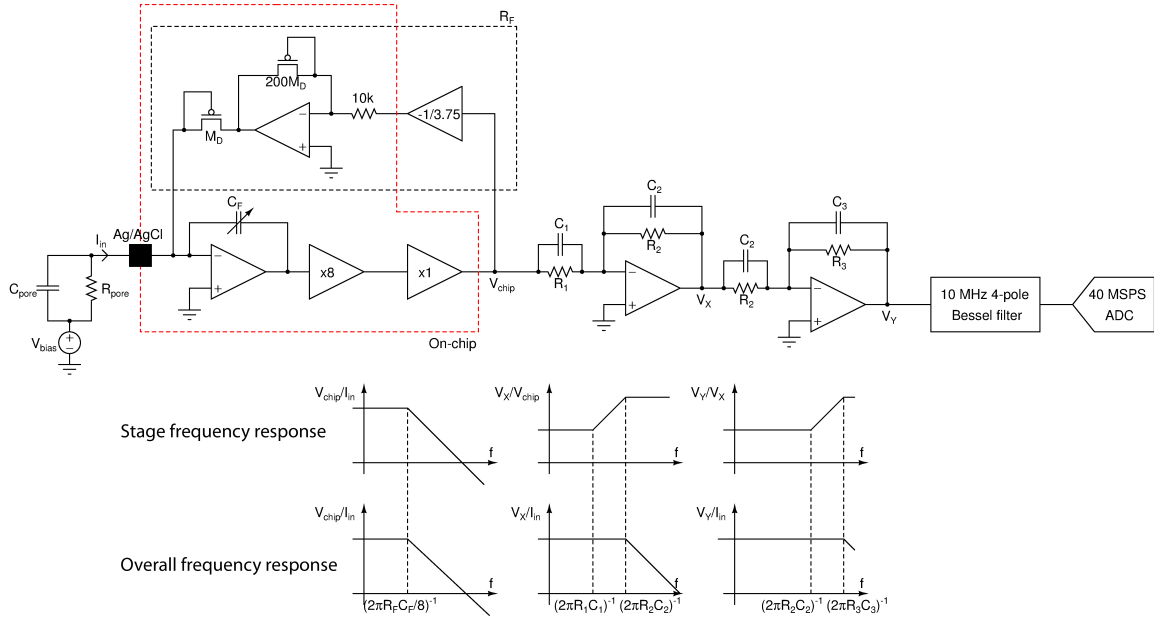 R_F
200M_D
10k
-1/3.75
M_D
−
+
C_F
Ag/AgCl
I_in
C_pore
R_pore
V_bias
+
−
−
+
x8
x1
V_chip
On-chip
C_1
R_1
C_2
R_2
−
+
V_X
C_2
R_2
C_3
R_3
−
+
V_Y
10 MHz 4-pole
Bessel filter
40 MSPS
ADC
Stage frequency response
V_chip/I_in
f
V_X/V_chip
f
V_Y/V_X
f
Overall frequency response
V_chip/I_in
f
V_X/I_in
f
V_Y/I_in
f
(2πR_FC_F/8)^-1
(2πR_1C_1)^-1
(2πR_2C_2)^-1
(2πR_2C_2)^-1
(2πR_3C_3)^-1